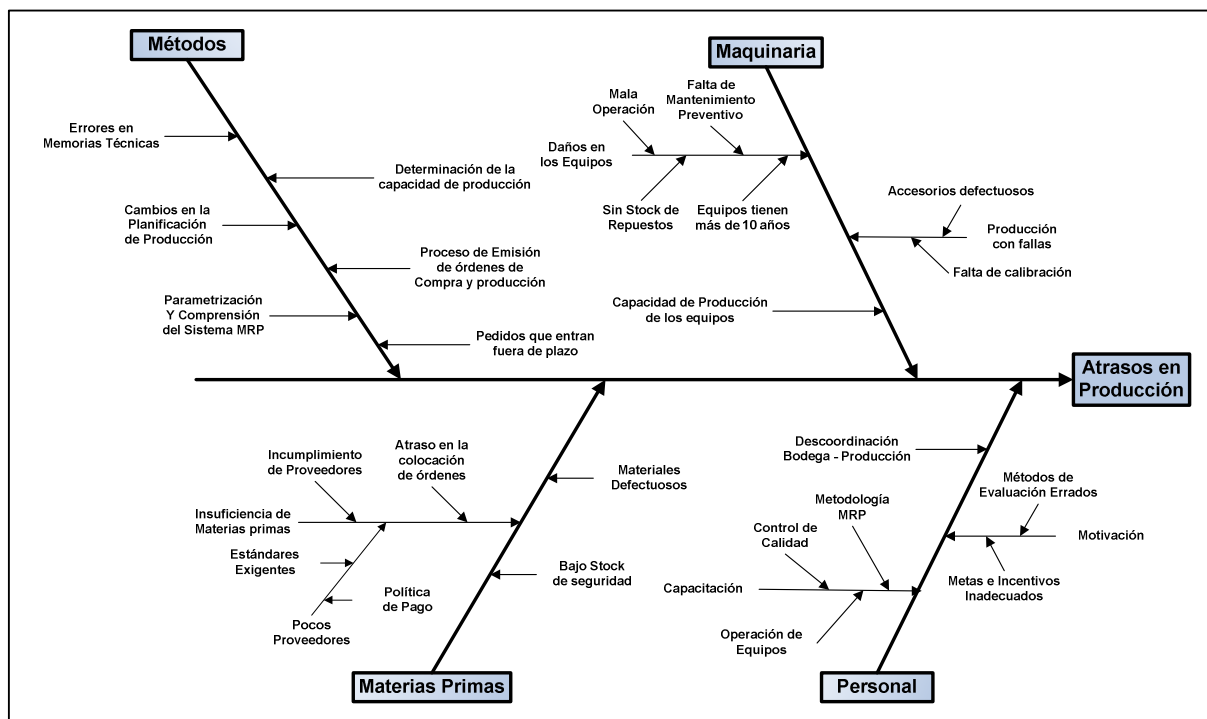 Métodos
Maquinaria
Errores en
Memorias Técnicas
Determinación de la
capacidad de producción
Cambios en la
Planificación
de Producción
Proceso de Emisión
de órdenes de
Compra y producción
Parametrización
Y Comprensión
del Sistema MRP
Pedidos que entran
fuera de plazo
Mala
Operación
Falta de
Mantenimiento
Preventivo
Daños en
los Equipos
Sin Stock de
Repuestos
Equipos tienen
más de 10 años
Accesorios defectuosos
Producción
con fallas
Falta de calibración
Capacidad de Producción
de los equipos
Atrasos en
Producción
Incumplimiento
de Proveedores
Atraso en la
colocación
de órdenes
Insuficiencia de
Materias primas
Estándares
Exigentes
Política
de Pago
Pocos
Proveedores
Materiales
Defectuosos
Bajo Stock
de seguridad
Descoordinación
Bodega - Producción
Métodos de
Evaluación Errados
Motivación
Metas e Incentivos
Inadecuados
Metodología
MRP
Control de
Calidad
Capacitación
Operación de
Equipos
Materias Primas
Personal